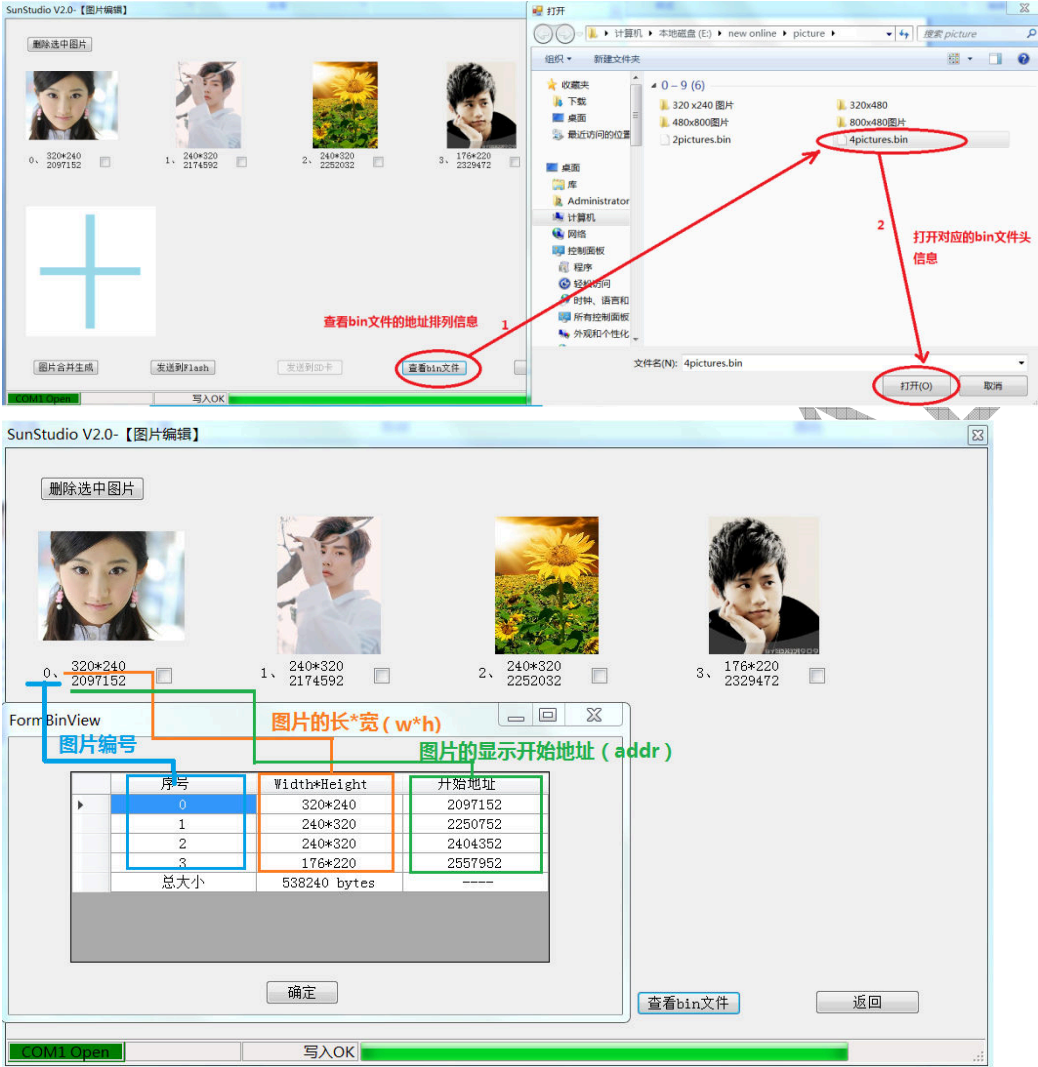 SunStudio V2.0-【图片编辑】
删除选中图片
0、 320*240
2097152
1、 240*320
2174592
2、 240*320
2252032
3、 176*220
2329472
查看bin文件的地址排列信息 1
图片合并生成
发送到Flash
发送到SD卡
查看bin文件
COM1 Open
写入OK
打开
计算机 本地磁盘 (E:) new online picture
搜索 picture
组织
新建文件夹
收藏夹
下载
桌面
最近访问的位置
桌面
库
Administrator
计算机
网络
控制面板
程序
轻松访问
时钟、语言和
所有控制面板
外观和个性化
0 – 9 (6)
320 x240 图片
320x480
480x800图片
800x480图片
2pictures.bin
4pictures.bin
2
打开对应的bin文件头
信息
文件名(N): 4pictures.bin
打开(O)
取消
SunStudio V2.0-【图片编辑】
删除选中图片
0、 320*240
2097152
1、 240*320
2174592
2、 240*320
2252032
3、 176*220
2329472
FormBinView
图片编号
图片的长*宽 ( w*h)
图片的显示开始地址 ( addr )
序号 Width*Height 开始地址
0 320*240 2097152
1 240*320 2250752
2 240*320 2404352
3 176*220 2557952
总大小 538240 bytes ----
确定
查看bin文件
返回
COM1 Open
写入OK